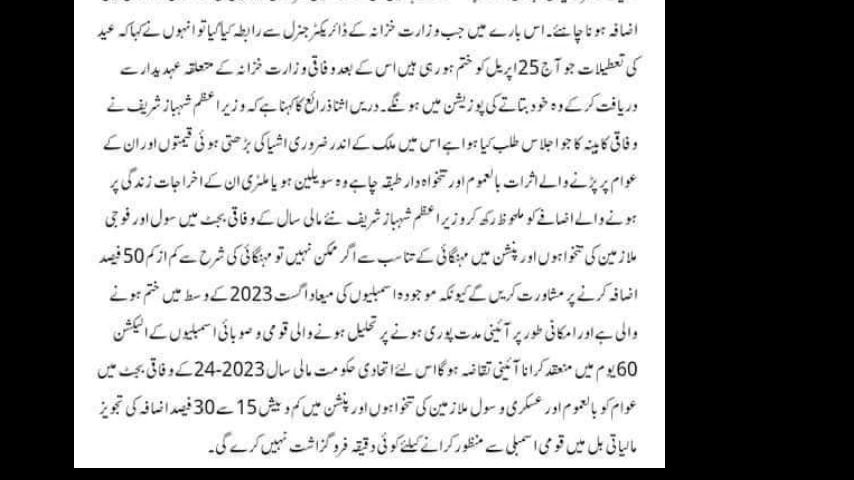 اضافہ ہونا چاہئے۔ اس بارے میں جب وزارت خزانہ کے ڈائریکٹر جنرل سے رابطہ کیا گیا تو انہوں نے کہا کہ عید
کی تعطیلات جو آج 25 اپریل کو ختم ہو رہی ہیں اس کے بعد وفاقی وزارت خزانہ کے متعلقہ عہدیدار سے
دریافت کر کے وہ خود بتانے کی پوزیشن میں ہونگے۔ دریں اثنا ذرائع کا کہنا ہے کہ وزیر اعظم شہباز شریف نے
وفاقی کابینہ کا جو اجلاس طلب کیا ہوا ہے اس میں ملک کے اندر ضروری اشیا کی بڑھتی ہوئی قیمتوں اور ان کے
عوام پر پڑنے والے اثرات بالعموم اور تنخواہ دار طبقہ چاہے وہ سویلین ہو یا ملٹری ان کے اخراجات زندگی پر
ہونے والے اضافے کو ملحوظ رکھ کر وزیر اعظم شہباز شریف نئے مالی سال کے وفاقی بجٹ میں سول اور فوجی
ملازمین کی تنخواہوں اور پنشن میں مہنگائی کے تناسب سے اگر ممکن نہیں تو مہنگائی کی شرح سے کم از کم 50 فیصد
اضافہ کرنے پر مشاورت کریں گے کیونکہ موجودہ اسمبلیوں کی میعاد اگست 2023 کے وسط میں ختم ہونے
والی ہے اور امکانی طور پر آئینی مدت پوری ہونے پر تحلیل ہونے والی قومی و صوبائی اسمبلیوں کے الیکشن
60 یوم میں منعقد کرانا آئینی تقاضہ ہو گا اس لئے اتحادی حکومت مالی سال 2023-24 کے وفاقی بجٹ میں
عوام کو بالعموم اور عسکری و سول ملازمین کی تنخواہوں اور پنشن میں کم و بیش 15 سے 30 فیصد اضافہ کی تجویز
مالیاتی بل میں قومی اسمبلی سے منظور کرانے کیلئے کوئی دقیقہ فروگزاشت نہیں کرے گی۔